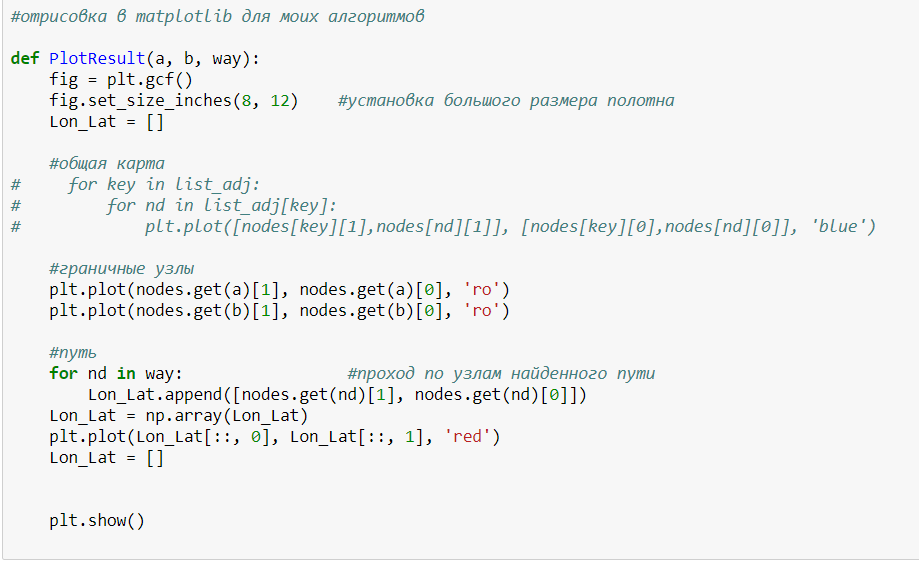 #отрисовка в matplotlib для моих алгоритмов
def PlotResult(a, b, way):
    fig = plt.gcf()
    fig.set_size_inches(8, 12)    #установка большого размера полотна
    Lon_Lat = []
    #общая карта
#     for key in list_adj:
#         for nd in list_adj[key]:
#             plt.plot([nodes[key][1],nodes[nd][1]], [nodes[key][0],nodes[nd][0]], 'blue')
    #граничные узлы
    plt.plot(nodes.get(a)[1], nodes.get(a)[0], 'ro')
    plt.plot(nodes.get(b)[1], nodes.get(b)[0], 'ro')
    #путь
    for nd in way:                 #проход по узлам найденного пути
        Lon_Lat.append([nodes.get(nd)[1], nodes.get(nd)[0]])
    Lon_Lat = np.array(Lon_Lat)
    plt.plot(Lon_Lat[::, 0], Lon_Lat[::, 1], 'red')
    Lon_Lat = []
    plt.show()